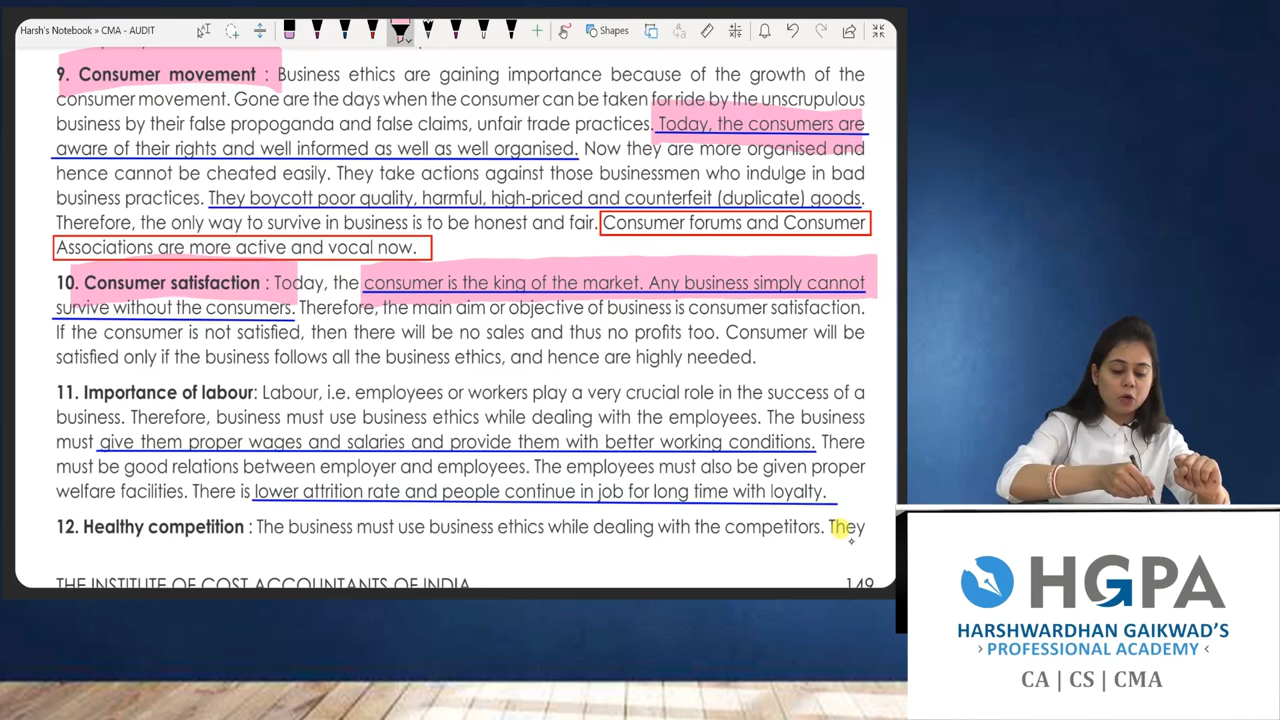 Harsh's Notebook » CMA - AUDIT
Shapes
9. Consumer movement : Business ethics are gaining importance because of the growth of the
consumer movement. Gone are the days when the consumer can be taken for ride by the unscrupulous
business by their false propoganda and false claims, unfair trade practices. Today, the consumers are
aware of their rights and well informed as well as well organised. Now they are more organised and
hence cannot be cheated easily. They take actions against those businessmen who indulge in bad
business practices. They boycott poor quality, harmful, high-priced and counterfeit (duplicate) goods.
Therefore, the only way to survive in business is to be honest and fair. Consumer forums and Consumer
Associations are more active and vocal now.
10. Consumer satisfaction : Today, the consumer is the king of the market. Any business simply cannot
survive without the consumers. Therefore, the main aim or objective of business is consumer satisfaction.
If the consumer is not satisfied, then there will be no sales and thus no profits too. Consumer will be
satisfied only if the business follows all the business ethics, and hence are highly needed.
11. Importance of labour: Labour, i.e. employees or workers play a very crucial role in the success of a
business. Therefore, business must use business ethics while dealing with the employees. The business
must give them proper wages and salaries and provide them with better working conditions. There
must be good relations between employer and employees. The employees must also be given proper
welfare facilities. There is lower attrition rate and people continue in job for long time with loyalty.
12. Healthy competition : The business must use business ethics while dealing with the competitors. They
THE INSTITUTE OF COST ACCOUNTANTS OF INDIA 149
HGPA
HARSHWARDHAN GAIKWAD'S
› PROFESSIONAL ACADEMY ‹
CA | CS | CMA